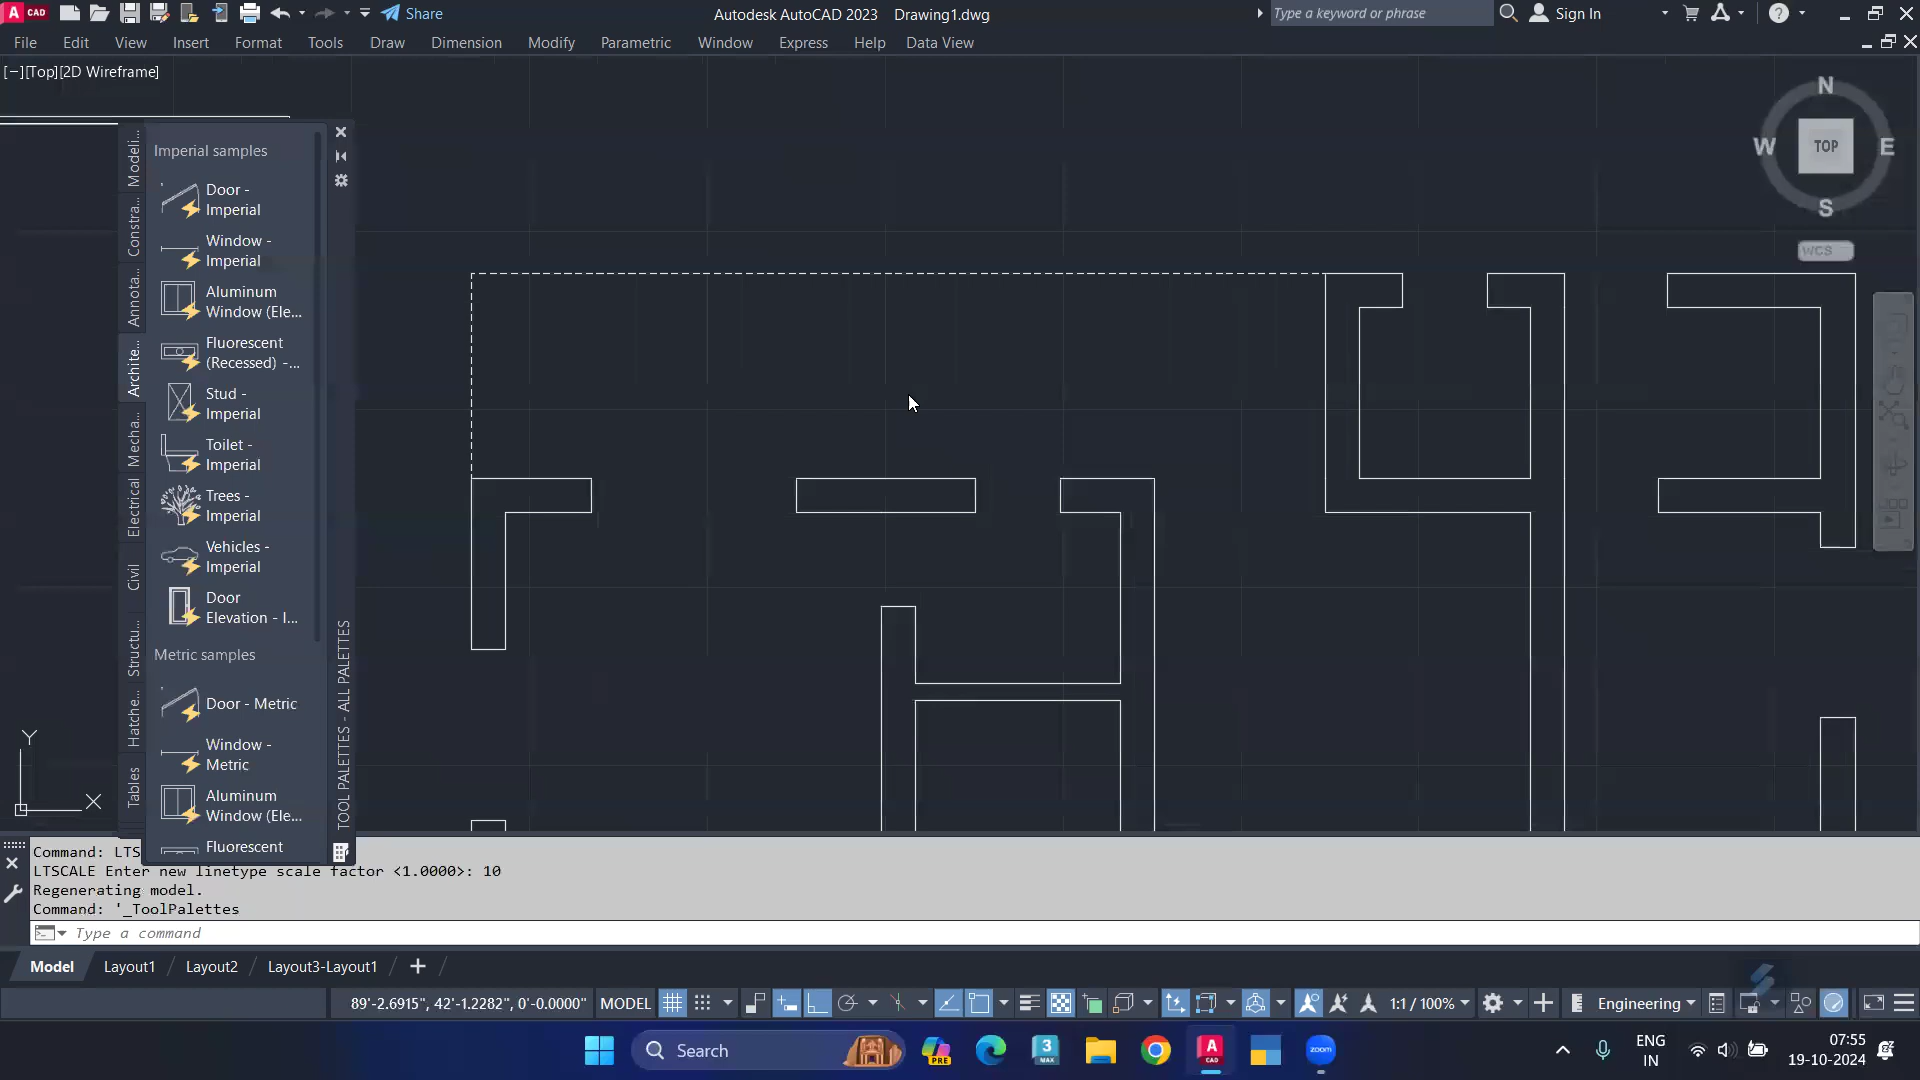 CAD
Share
Autodesk AutoCAD 2023 Drawing1.dwg
Type a keyword or phrase
Sign In
File Edit View Insert Format Tools Draw Dimension Modify Parametric Window Express Help Data View
[−][Top][2D Wireframe]
N
W
TOP
E
S
WCS
Modeli...
Constra...
Annota...
Archite...
Mecha...
Electrical
Civil
Structu...
Hatche...
Tables
Imperial samples
Door -
Imperial
Window -
Imperial
Aluminum
Window (Ele...
Fluorescent
(Recessed) -...
Stud -
Imperial
Toilet -
Imperial
Trees -
Imperial
Vehicles -
Imperial
Door
Elevation - I...
Metric samples
Door - Metric
Window -
Metric
Aluminum
Window (Ele...
Fluorescent
TOOL PALETTES - ALL PALETTES
Y
X
Command: LTS
LTSCALE Enter new linetype scale factor <1.0000>: 10
Regenerating model.
Command: '_ToolPalettes
Type a command
Model Layout1 Layout2 Layout3-Layout1
89'-2.6915", 42'-1.2282", 0'-0.0000" MODEL
1:1 / 100%
Engineering
Search
PRE
3
MAX
A
CAD
zoom
ENG
IN
07:55
19-10-2024